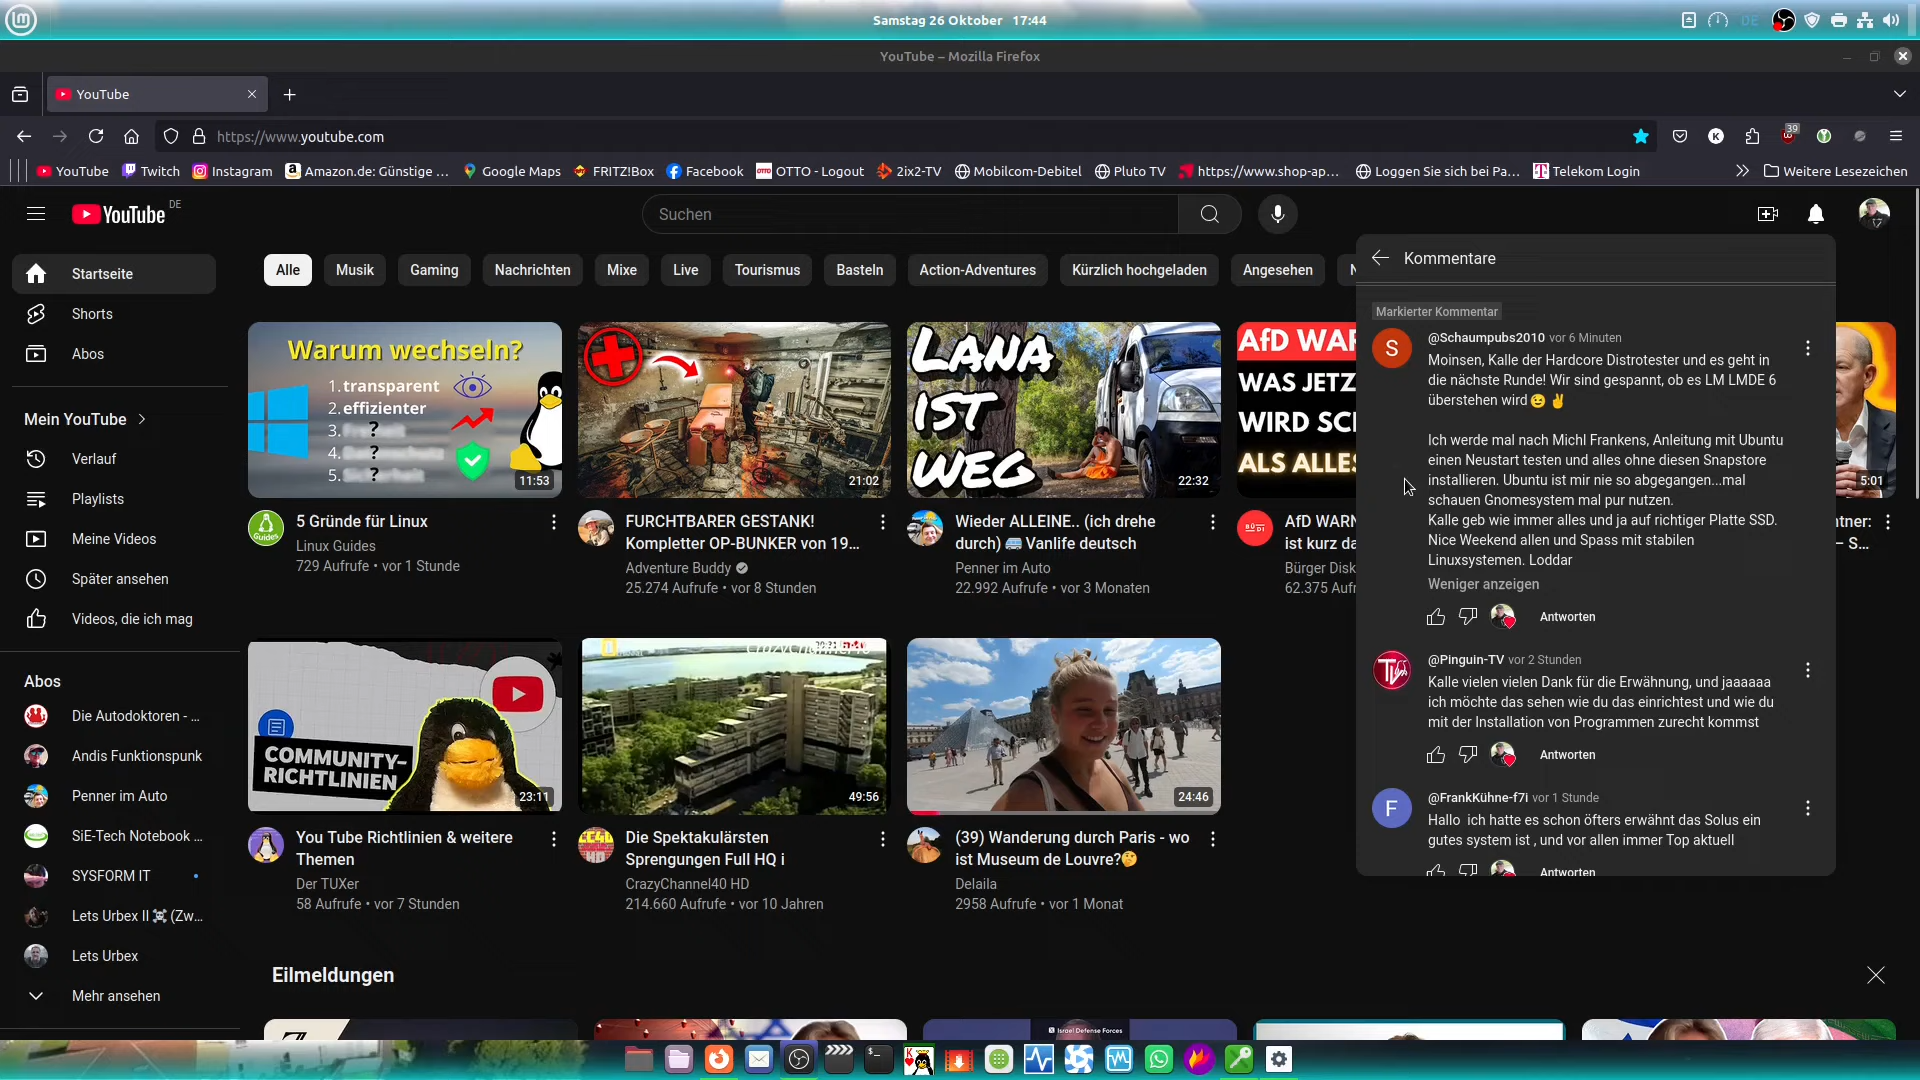 Samstag 26 Oktober 17:44
DE
YouTube – Mozilla Firefox
YouTube
https://www.youtube.com
39
YouTube
Twitch
Instagram
Amazon.de: Günstige ...
Google Maps
FRITZ!Box
Facebook
OTTO - Logout
2ix2-TV
Mobilcom-Debitel
Pluto TV
https://www.shop-ap...
Loggen Sie sich bei Pa...
Telekom Login
Weitere Lesezeichen
YouTube DE
Suchen
Startseite
Shorts
Abos
Mein YouTube
Verlauf
Playlists
Meine Videos
Später ansehen
Videos, die ich mag
Abos
Die Autodoktoren - ...
Andis Funktionspunk
Penner im Auto
SiE-Tech Notebook ...
SYSFORM IT
Lets Urbex II ☠️ (Zw...
Lets Urbex
Mehr ansehen
Alle
Musik
Gaming
Nachrichten
Mixe
Live
Tourismus
Basteln
Action-Adventures
Kürzlich hochgeladen
Angesehen
N
Warum wechseln?
1. transparent
2. effizienter
3. ?
4. ?
5. ?
11:53
5 Gründe für Linux
Linux Guides
729 Aufrufe • vor 1 Stunde
21:02
FURCHTBARER GESTANK!
Kompletter OP-BUNKER von 19...
Adventure Buddy
25.274 Aufrufe • vor 8 Stunden
LANA
IST
WEG
22:32
Wieder ALLEINE.. (ich drehe
durch) 🚐 Vanlife deutsch
Penner im Auto
22.992 Aufrufe • vor 3 Monaten
AfD WAR
WAS JETZ
WIRD SCH
ALS ALLES
AfD WARN
ist kurz da
Bürger Disk
62.375 Aufr
5:01
ntner:
– S...
COMMUNITY-
RICHTLINIEN
23:11
You Tube Richtlinien & weitere
Themen
Der TUXer
58 Aufrufe • vor 7 Stunden
CrazyChannel40
49:56
Die Spektakulärsten
Sprengungen Full HQ i
CrazyChannel40 HD
214.660 Aufrufe • vor 10 Jahren
24:46
(39) Wanderung durch Paris - wo
ist Museum de Louvre?🤔
Delaila
2958 Aufrufe • vor 1 Monat
Kommentare
Markierter Kommentar
S
@Schaumpubs2010 vor 6 Minuten
Moinsen, Kalle der Hardcore Distrotester und es geht in
die nächste Runde! Wir sind gespannt, ob es LM LMDE 6
überstehen wird😉✌️
Ich werde mal nach Michl Frankens, Anleitung mit Ubuntu
einen Neustart testen und alles ohne diesen Snapstore
installieren. Ubuntu ist mir nie so abgegangen...mal
schauen Gnomesystem mal pur nutzen.
Kalle geb wie immer alles und ja auf richtiger Platte SSD.
Nice Weekend allen und Spass mit stabilen
Linuxsystemen. Loddar
Weniger anzeigen
Antworten
@Pinguin-TV vor 2 Stunden
Kalle vielen vielen Dank für die Erwähnung, und jaaaaaa
ich möchte das sehen wie du das einrichtest und wie du
mit der Installation von Programmen zurecht kommst
Antworten
F
@FrankKühne-f7i vor 1 Stunde
Hallo ich hatte es schon öfters erwähnt das Solus ein
gutes system ist , und vor allen immer Top aktuell
Antworten
Eilmeldungen
Israel Defense Forces